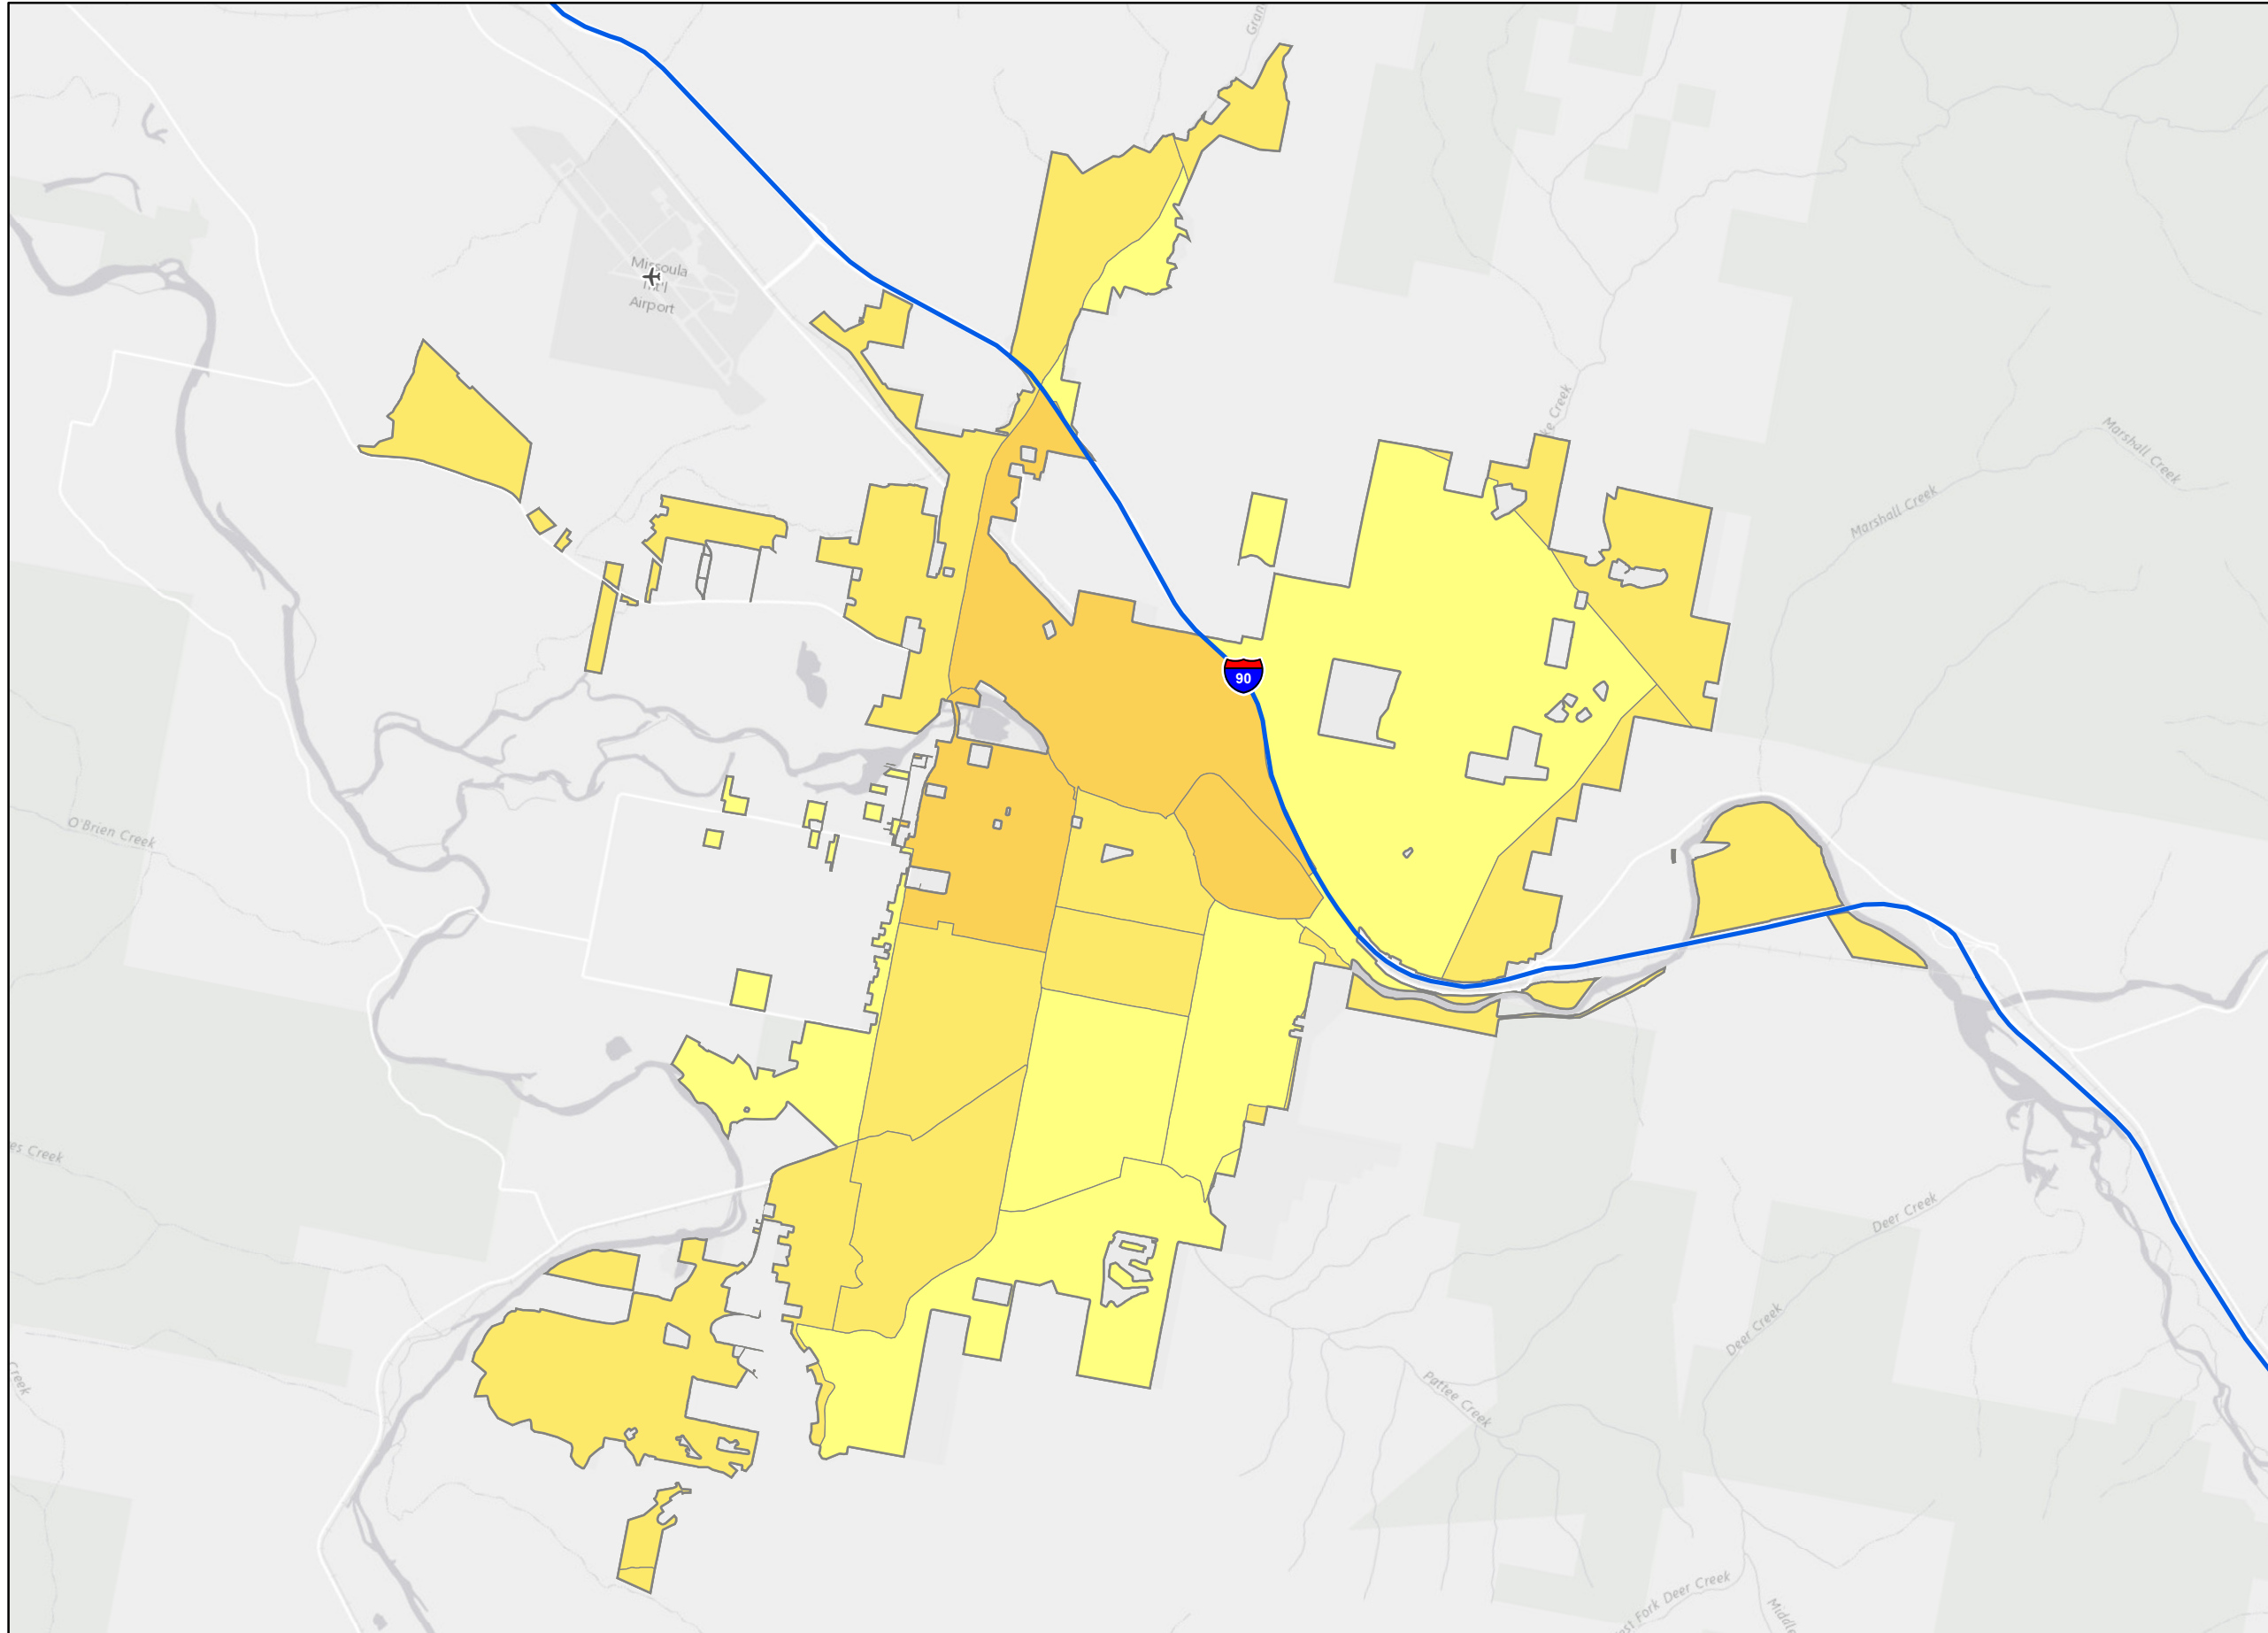 Missoula
Int'l
Airport
Marshall Creek
Marshall Creek
90
O'Brien Creek
Creek
Deer Creek
Deer Creek
Creek
Pattee Creek
Fork Deer Creek
Middle